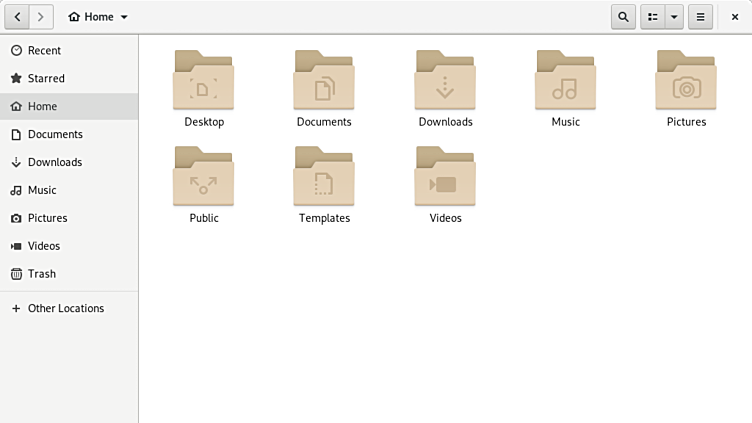 Home
Recent
Starred
Home
Documents
Downloads
Music
Pictures
Videos
Trash
Other Locations
Desktop
Documents
Downloads
Music
Pictures
Public
Templates
Videos